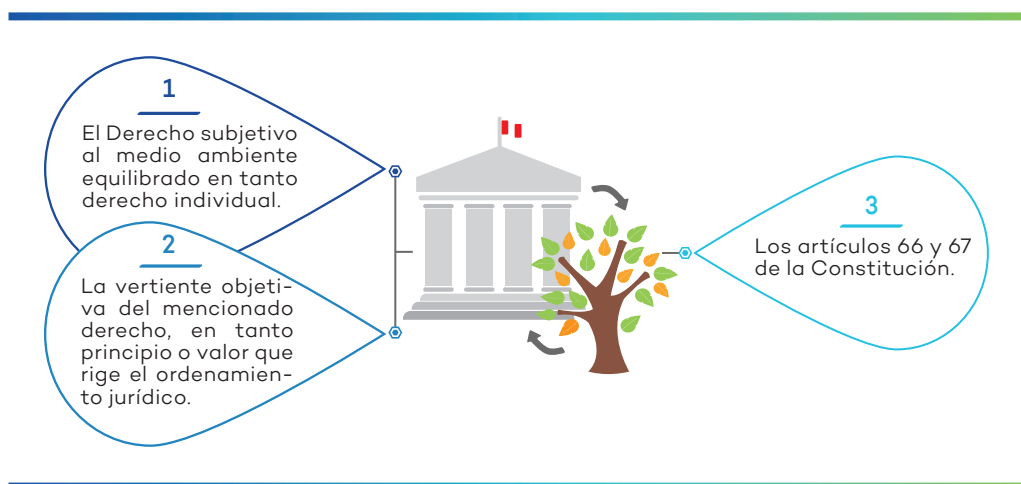 1
El Derecho subjetivo
al medio ambiente
equilibrado en tanto
derecho individual.
2
La vertiente objeti-
va del mencionado
derecho, en tanto
principio o valor que
rige el ordenamien-
to jurídico.
3
Los artículos 66 y 67
de la Constitución.